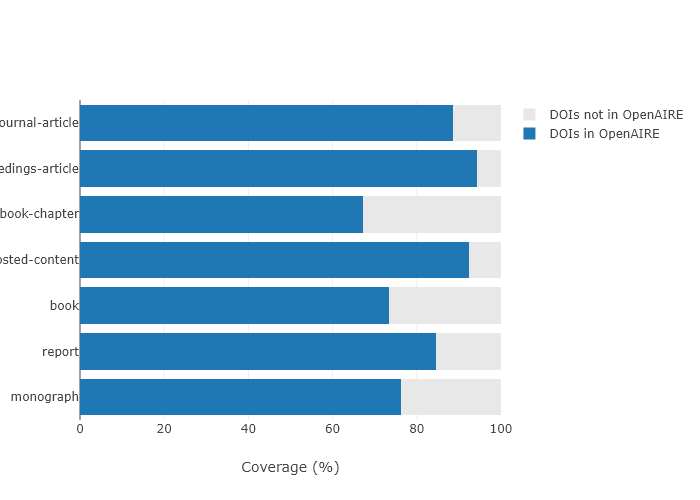 ournal-article
edings-article
book-chapter
osted-content
book
report
monograph
0 20 40 60 80 100
Coverage (%)
DOIs not in OpenAIRE
DOIs in OpenAIRE